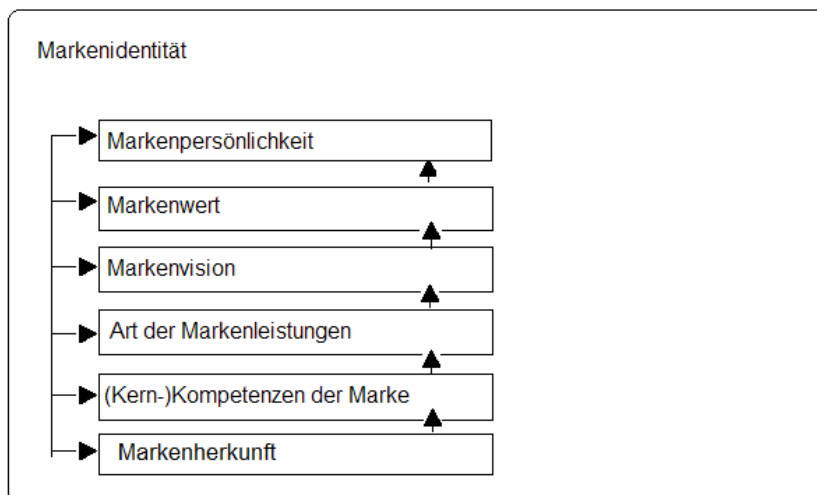 Markenidentität
Markenpersönlichkeit
Markenwert
Markenvision
Art der Markenleistungen
(Kern-)Kompetenzen der Marke
Markenherkunft